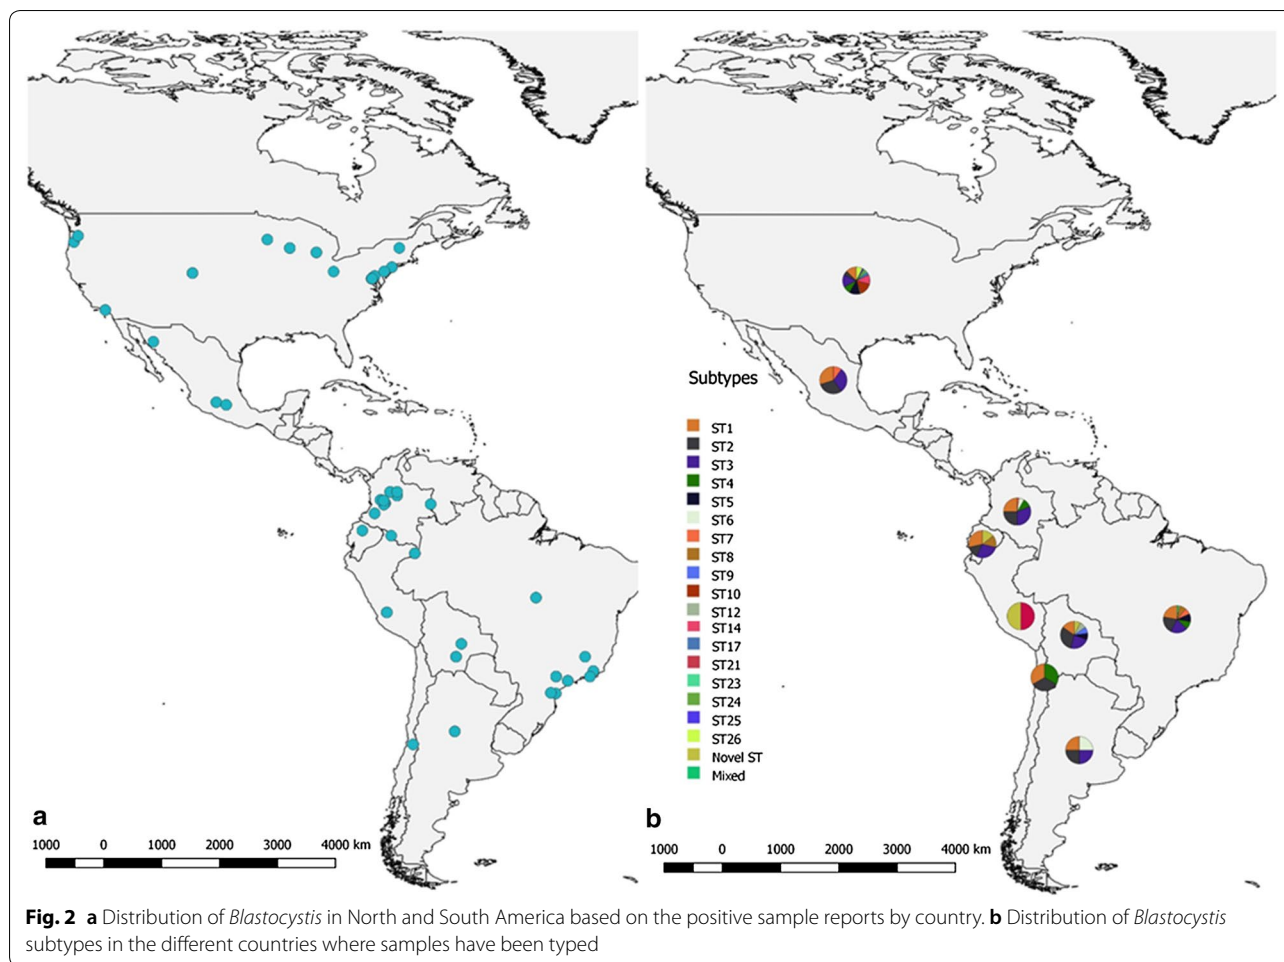 Subtypes
ST1
ST2
ST3
ST4
ST5
ST6
ST7
ST8
ST9
ST10
ST12
ST14
ST17
ST21
ST23
ST24
ST25
ST26
Novel ST
Mixed
a
1000 0 1000 2000 3000 4000 km
b
1000 0 1000 2000 3000 4000 km
Fig. 2 a Distribution of Blastocystis in North and South America based on the positive sample reports by country. b Distribution of Blastocystis
subtypes in the different countries where samples have been typed